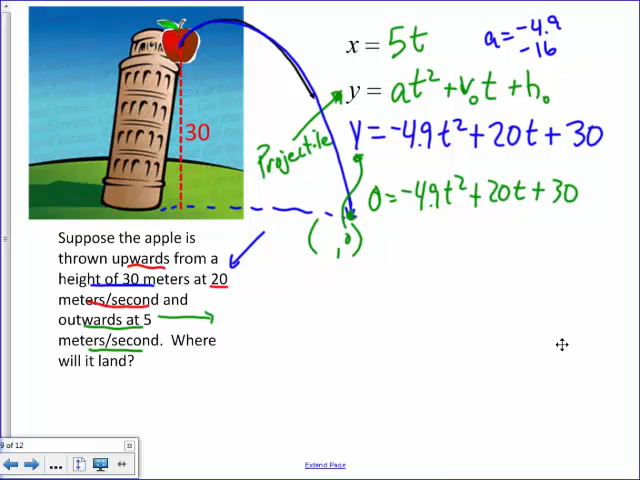 x = 5t
a = -4.9
-16
y = at² + v₀t + h₀
30
Projectile
y = -4.9t² + 20t + 30
0 = -4.9t² + 20t + 30
( , 0)
Suppose the apple is
thrown upwards from a
height of 30 meters at 20
meters/second and
outwards at 5
meters/second. Where
will it land?
9 of 12
...
Extend Page